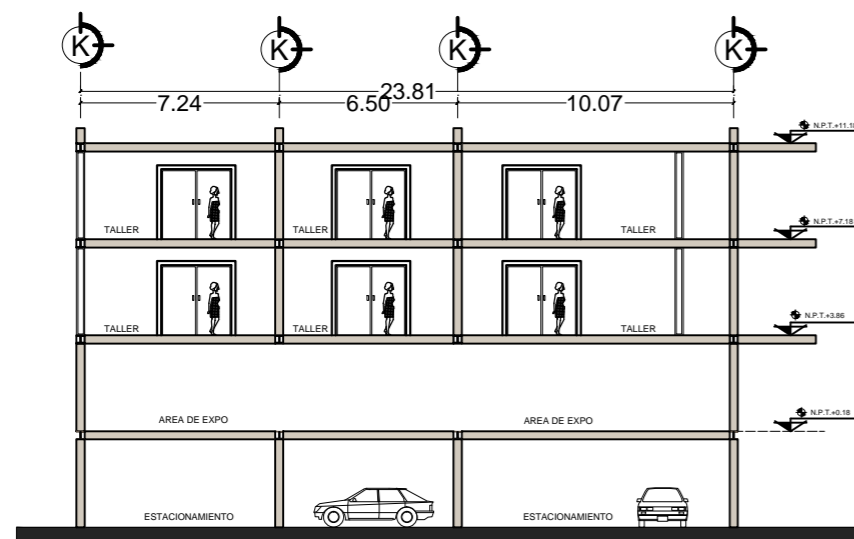 K K K K
23.81
7.24 6.50 10.07
N.P.T.+11.18
TALLER TALLER TALLER
N.P.T.+7.18
TALLER TALLER TALLER
N.P.T.+3.86
AREA DE EXPO AREA DE EXPO
N.P.T.+0.18
ESTACIONAMIENTO ESTACIONAMIENTO